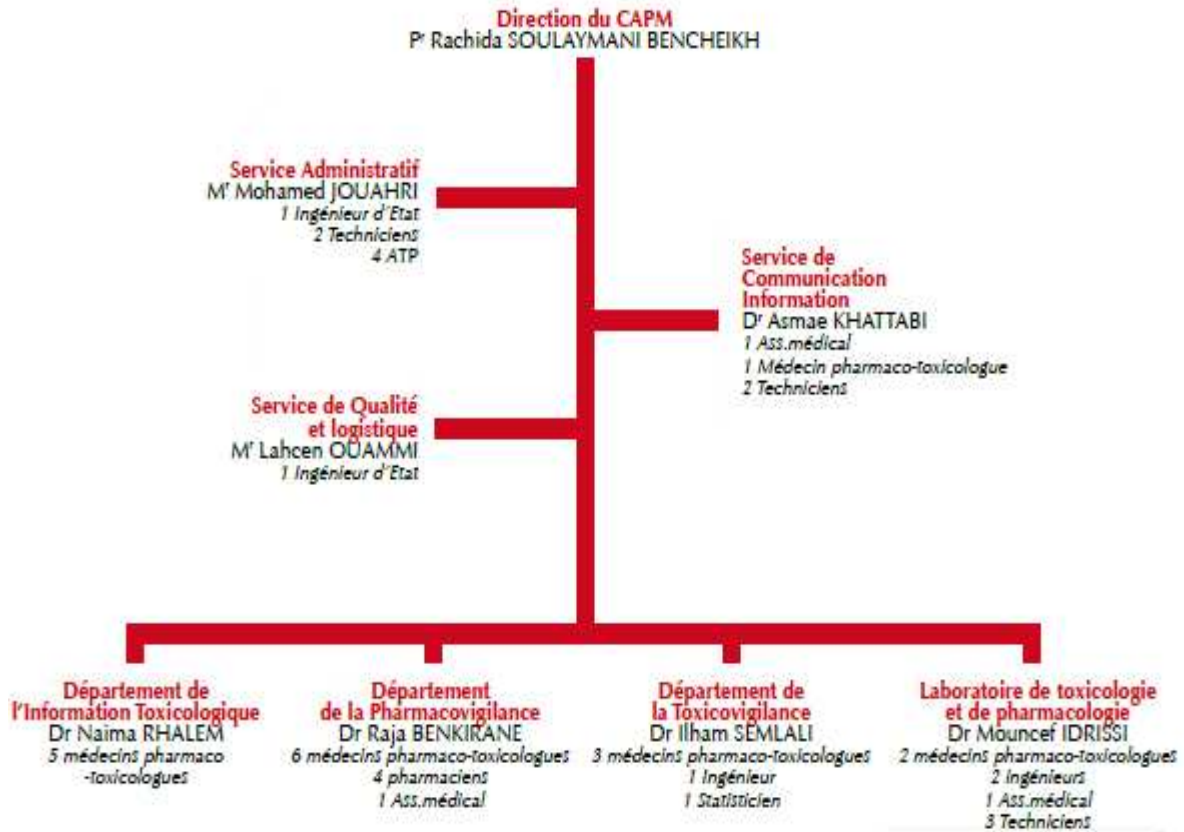 Direction du CAPM
Pr Rachida SOULAYMANI BENCHEIKH
Service Administratif
Mr Mohamed JOUAHRI
1 Ingénieur d'Etat
2 Techniciens
4 ATP
Service de
Communication
Information
Dr Asmae KHATTABI
1 Ass.médical
1 Médecin pharmaco-toxicologue
2 Techniciens
Service de Qualité
et logistique
Mr Lahcen OUAMMI
1 Ingénieur d'Etat
Département de
l'Information Toxicologique
Dr Naima RHALEM
5 médecins pharmaco
-toxicologues
Département
de la Pharmacovigilance
Dr Raja BENKIRANE
6 médecins pharmaco-toxicologues
4 pharmaciens
1 Ass.médical
Département de
la Toxicovigilance
Dr Ilham SEMLALI
3 médecins pharmaco-toxicologues
1 Ingénieur
1 Statisticien
Laboratoire de toxicologie
et de pharmacologie
Dr Mouncef IDRISSI
2 médecins pharmaco-toxicologues
2 Ingénieurs
1 Ass.médical
3 Techniciens